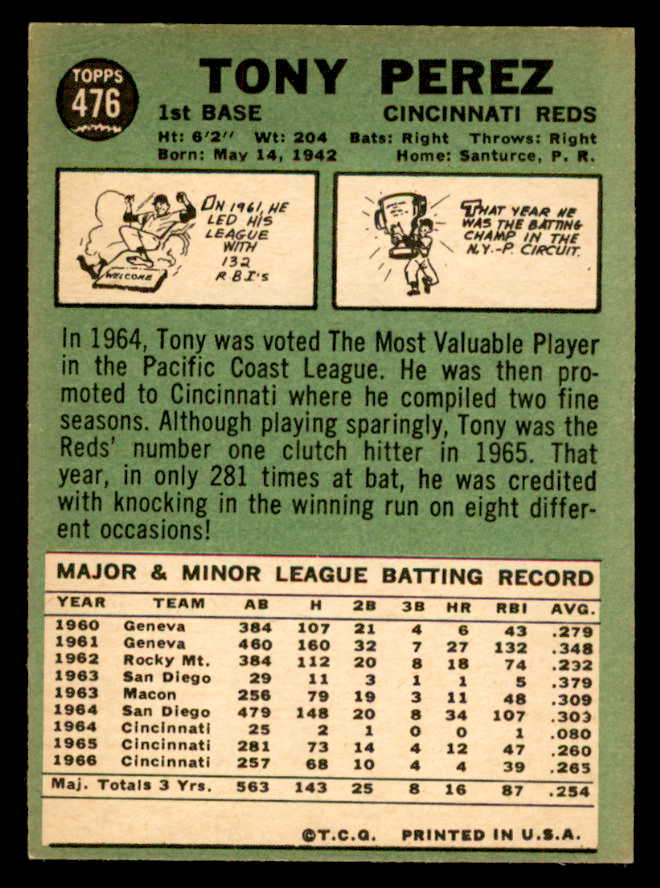 TOPPS
476
TONY PEREZ
1st BASE CINCINNATI REDS
Ht: 6'2" Wt: 204 Bats: Right Throws: Right
Born: May 14, 1942 Home: Santurce, P. R.
ON 1961, HE
LED HIS
LEAGUE
WITH
132
RBI's
WELCOME
THAT YEAR HE
WAS THE BATTING
CHAMP IN THE
N.Y.-P. CIRCUIT.
In 1964, Tony was voted The Most Valuable Player
in the Pacific Coast League. He was then pro-
moted to Cincinnati where he compiled two fine
seasons. Although playing sparingly, Tony was the
Reds' number one clutch hitter in 1965. That
year, in only 281 times at bat, he was credited
with knocking in the winning run on eight differ-
ent occasions!
MAJOR & MINOR LEAGUE BATTING RECORD
YEAR TEAM AB H 2B 3B HR RBI AVG.
1960 Geneva 384 107 21 4 6 43 .279
1961 Geneva 460 160 32 7 27 132 .348
1962 Rocky Mt. 384 112 20 8 18 74 .292
1963 San Diego 29 11 3 1 1 5 .379
1963 Macon 256 79 19 3 11 48 .309
1964 San Diego 479 148 20 8 34 107 .309
1964 Cincinnati 25 2 1 0 0 1 .080
1965 Cincinnati 281 73 14 4 12 47 .260
1966 Cincinnati 257 68 10 4 4 39 .265
Maj. Totals 3 Yrs. 563 143 25 8 16 87 .254
©T.C.G. PRINTED IN U.S.A.